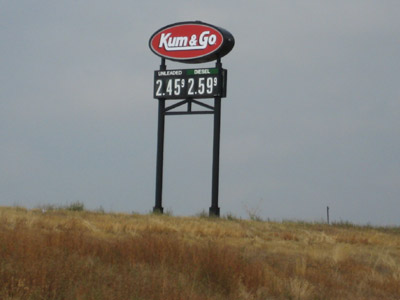 Kum & Go
UNLEADED DIESEL
2.45⁹ 2.59⁹